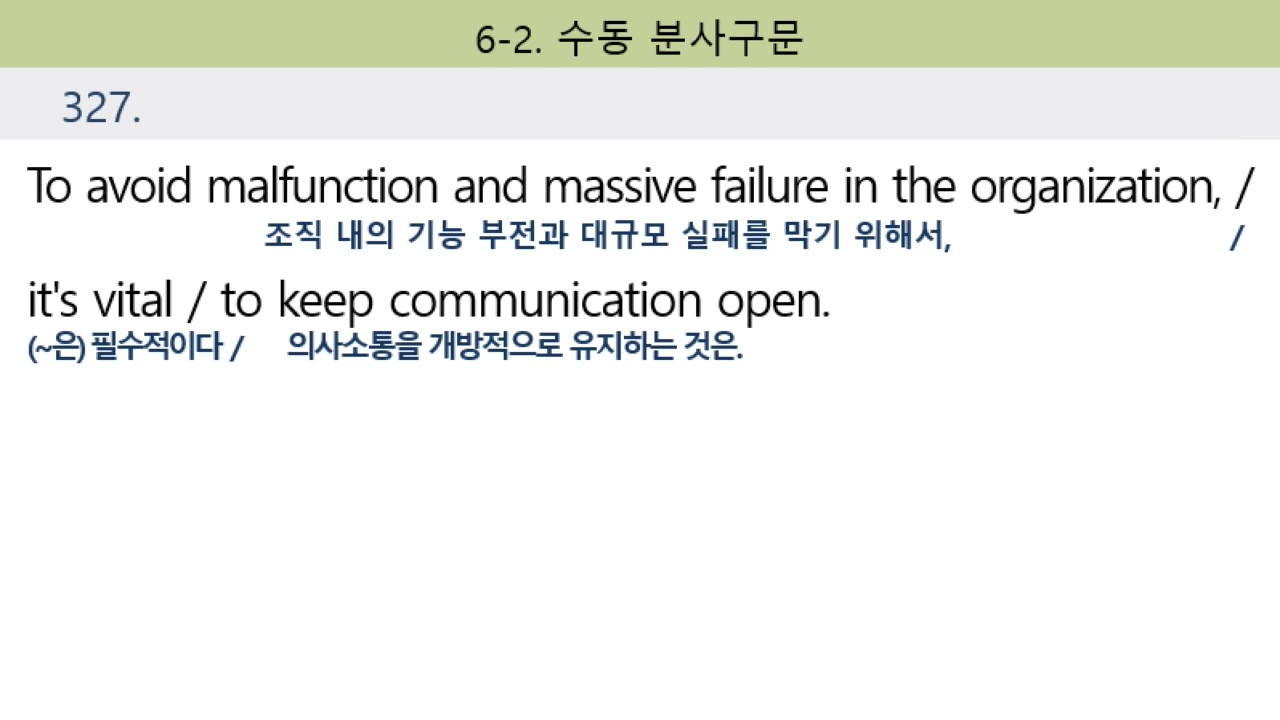 6-2. 수동 분사구문
327.
To avoid malfunction and massive failure in the organization, /
조직 내의 기능 부전과 대규모 실패를 막기 위해서, /
it's vital / to keep communication open.
(~은) 필수적이다 / 의사소통을 개방적으로 유지하는 것은.